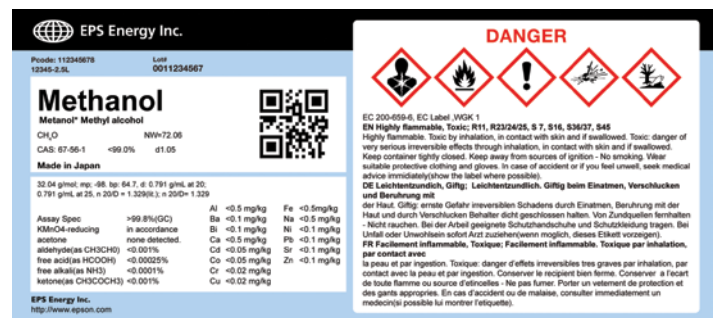 EPS Energy Inc.
Pcode: 112345678
Lot#
12345-2.5L
0011234567
Methanol
Metanol* Methyl alcohol
CH₄O
NW=72.06
CAS: 67-56-1
<99.0%
d1.05
Made in Japan
32.04 g/mol; mp, -98. bp: 64.7, d: 0.791 g/mL at 20;
0.791 g/mL at 25, n 20/D = 1.329(lit.); n 20/D= 1.329
Al <0.5 mg/kg Fe <0.5mg/kg
Assay Spec >99.8%(GC) Ba <0.1 mg/kg Na <0.5 mg/kg
KMnO4-reducing in accordance Bi <0.1 mg/kg Ni <0.1 mg/kg
acetone none detected. Ca <0.5 mg/kg Pb <0.1 mg/kg
aldehyde(as CH3CH0) <0.001% Cd <0.05 mg/kg Sr <0.1 mg/kg
free acid(as HCOOH) <0.00025% Co <0.05 mg/kg Zn <0.1 mg/kg
free alkali(as NH3) <0.0001% Cr <0.02 mg/kg
ketone(as CH3COCH3) <0.001% Cu <0.02 mg/kg
EPS Energy Inc.
http://www.epson.com
DANGER
EC 200-659-6, EC Label ,WGK 1
EN Highly flammable, Toxic; R11, R23/24/25, S 7, S16, S36/37, S45
Highly flammable. Toxic by inhalation, in contact with skin and if swallowed. Toxic: danger of
very serious irreversible effects through inhalation, in contact with skin and if swallowed.
Keep container tightly closed. Keep away from sources of ignition - No smoking. Wear
suitable protective clothing and gloves. In case of accident or if you feel unwell, seek medical
advice immediately(show the label where possible).
DE Leichtentzundich, Giftig; Leichtentzundlich. Giftig beim Einatmen, Verschlucken
und Beruhrung mit
der Haut. Giftig: ernste Gefahr irreversiblen Schadens durch Einatmen, Beruhrung mit der
Haut und durch Verschlucken Behalter dicht geschlossen halten. Von Zundquellen fernhalten
- Nicht rauchen. Bei der Arbeit geeignete Schutzhandschuhe und Schutzkleidung tragen. Bei
Unfall oder Unwohlsein sofort Arzt zuziehen(wenn moglich, dieses Etikett vorzeigen).
FR Facilement inflammable, Toxique; Facilement inflammable. Toxique par inhalation,
par contact avec
la peau et par ingestion. Toxique: danger d'effets irreversibles tres graves par inhalation, par
contact avec la peau et par ingestion. Conserver le recipient bien ferme. Conserver a l'ecart
de toute flamme ou source d'etincelles - Ne pas fumer. Porter un vetement de protection et
des gants appropries. En cas d'accident ou de malaise, consulter immediatement un
medecin(si possible lui montrer l'etiquette).